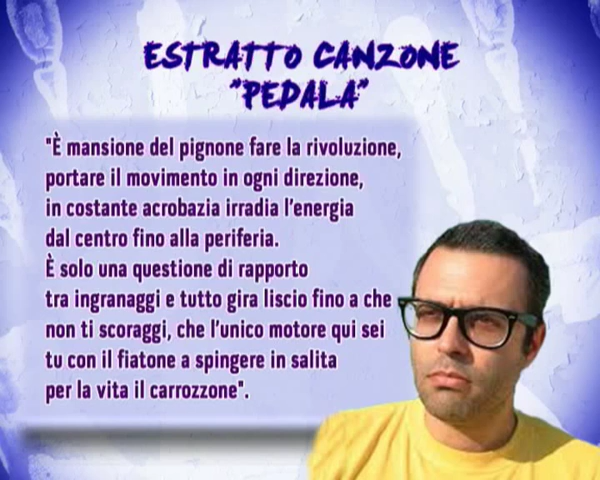 ESTRATTO CANZONE
"PEDALA"
"È mansione del pignone fare la rivoluzione,
portare il movimento in ogni direzione,
in costante acrobazia irradia l'energia
dal centro fino alla periferia.
È solo una questione di rapporto
tra ingranaggi e tutto gira liscio fino a che
non ti scoraggi, che l'unico motore qui sei
tu con il fiatone a spingere in salita
per la vita il carrozzone".